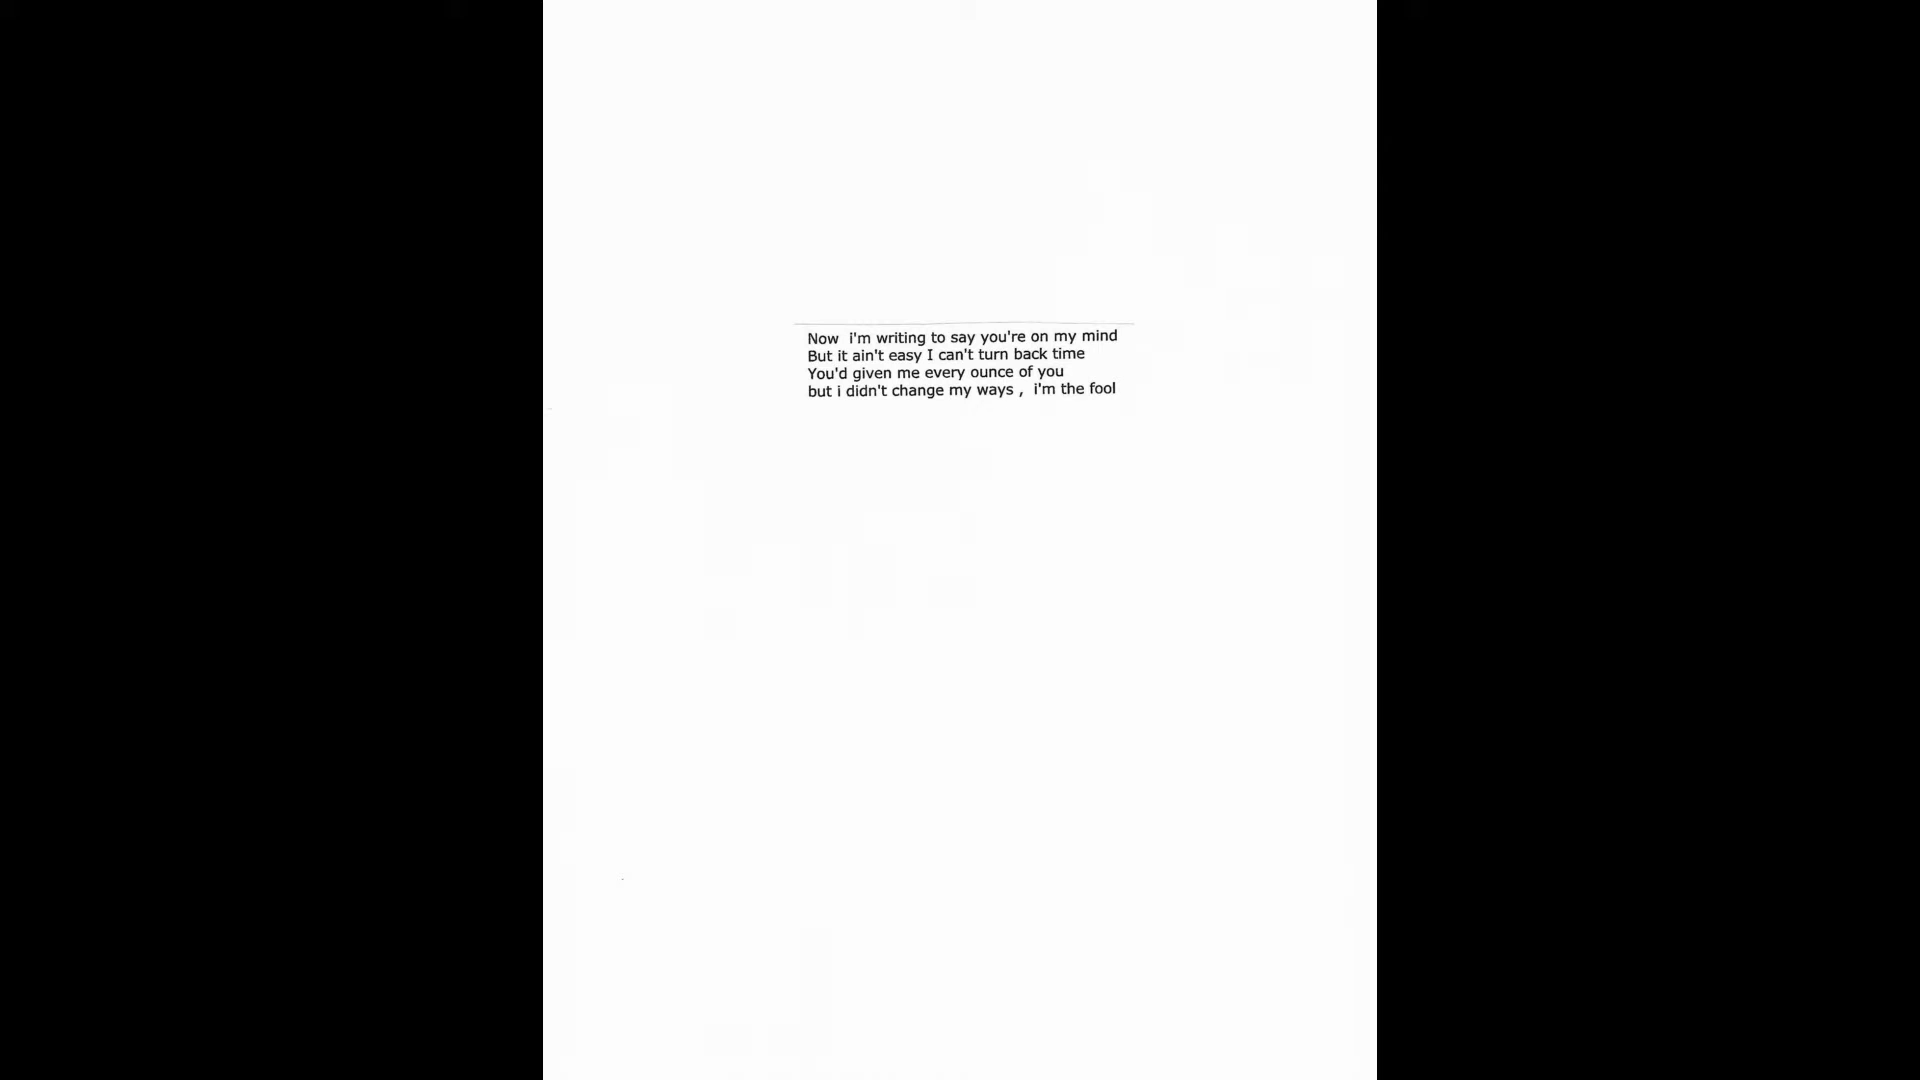 Now  i'm writing to say you're on my mind
But it ain't easy I can't turn back time
You'd given me every ounce of you
but i didn't change my ways ,  i'm the fool